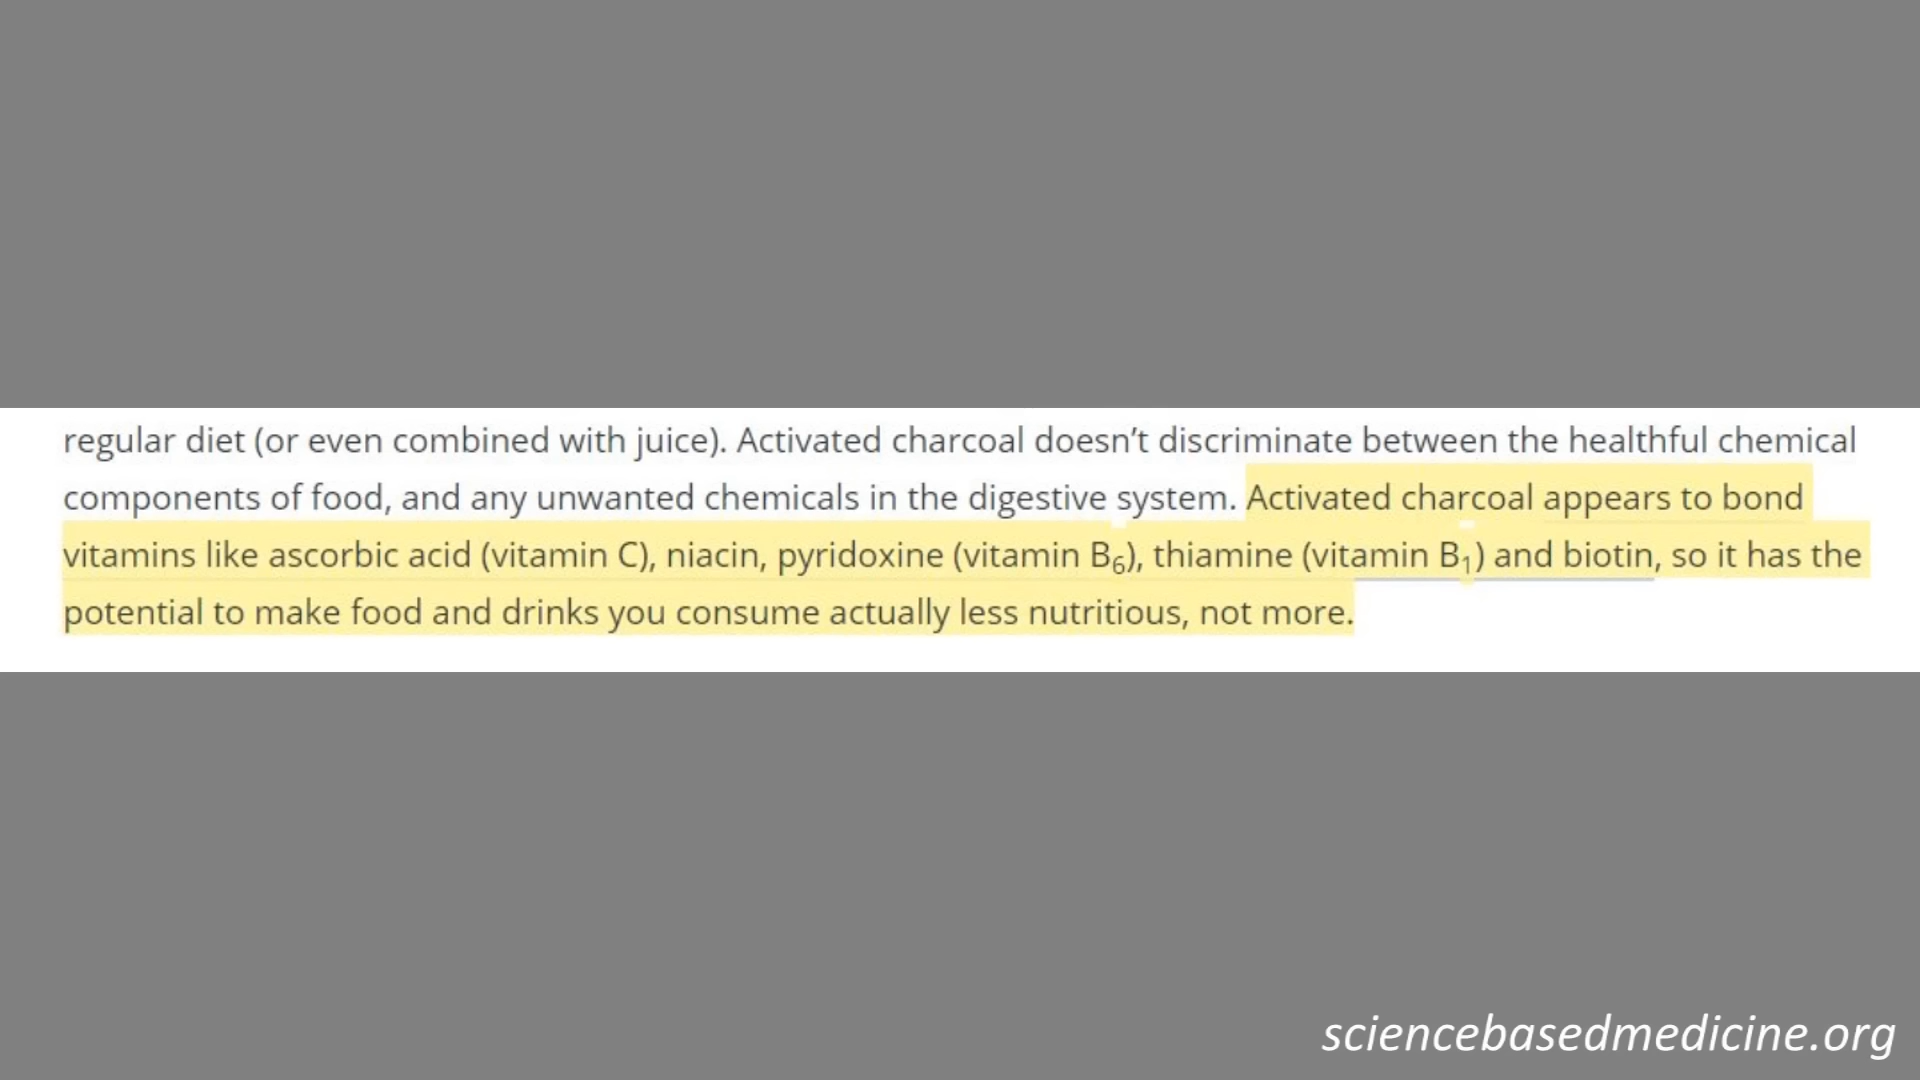 regular diet (or even combined with juice). Activated charcoal doesn’t discriminate between the healthful chemical
components of food, and any unwanted chemicals in the digestive system. Activated charcoal appears to bond
vitamins like ascorbic acid (vitamin C), niacin, pyridoxine (vitamin B₆), thiamine (vitamin B₁) and biotin, so it has the
potential to make food and drinks you consume actually less nutritious, not more.
sciencebasedmedicine.org